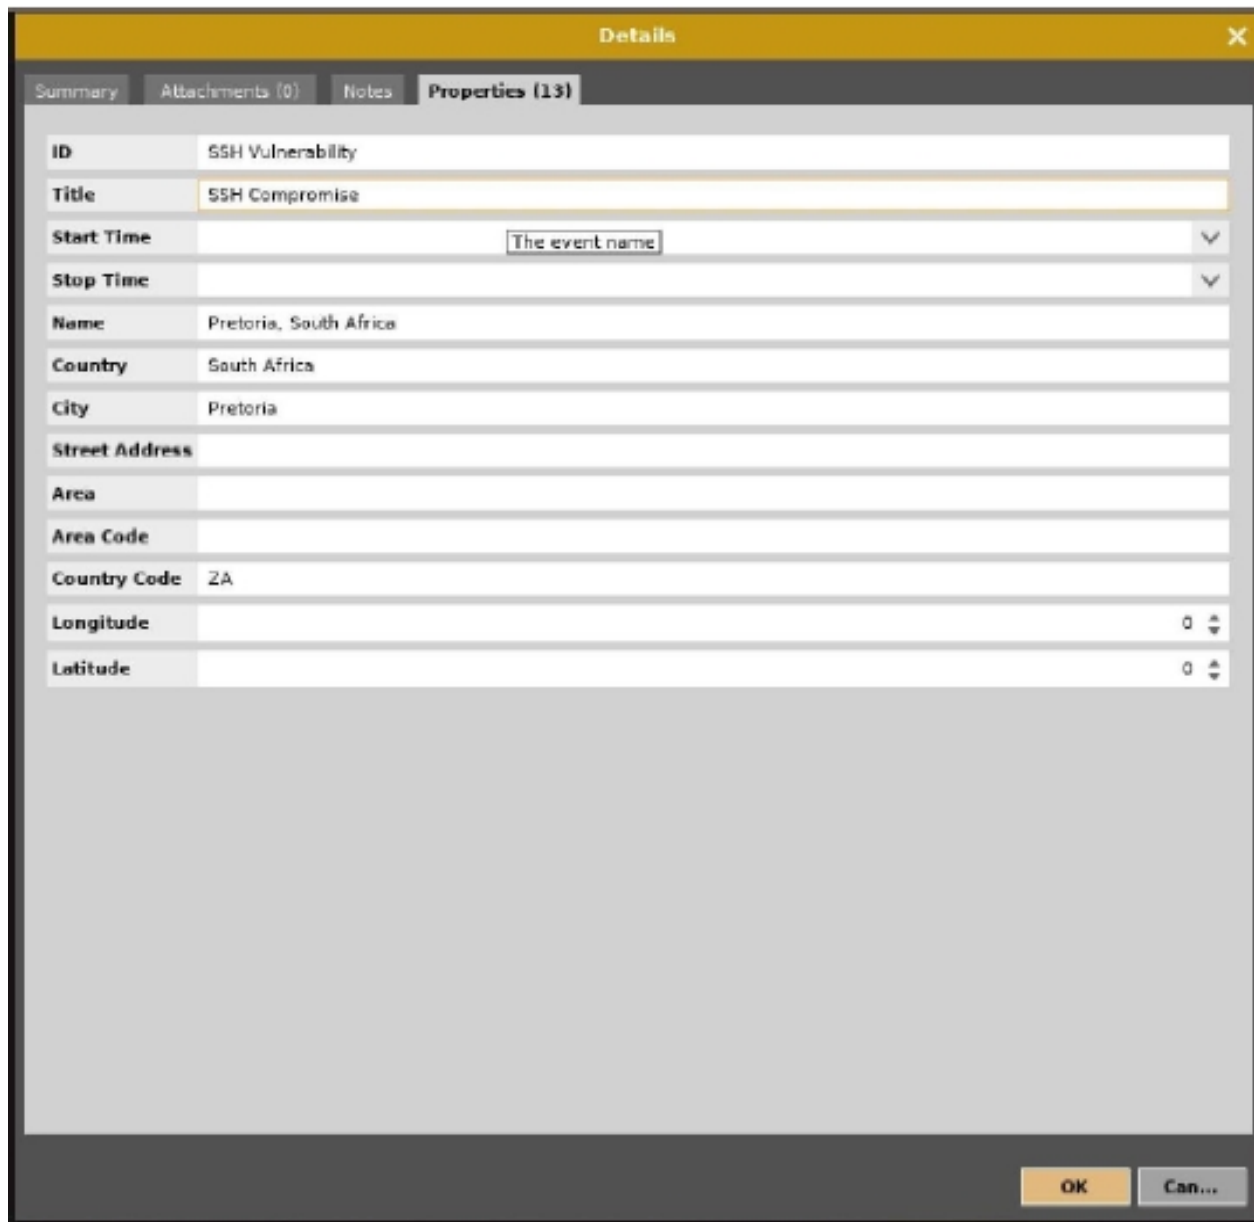 Details
Summary Attachments (0) Notes Properties (13)
ID SSH Vulnerability
Title SSH Compromise
Start Time
The event name
Stop Time
Name Pretoria, South Africa
Country South Africa
City Pretoria
Street Address
Area
Area Code
Country Code ZA
Longitude 0
Latitude 0
OK Can...